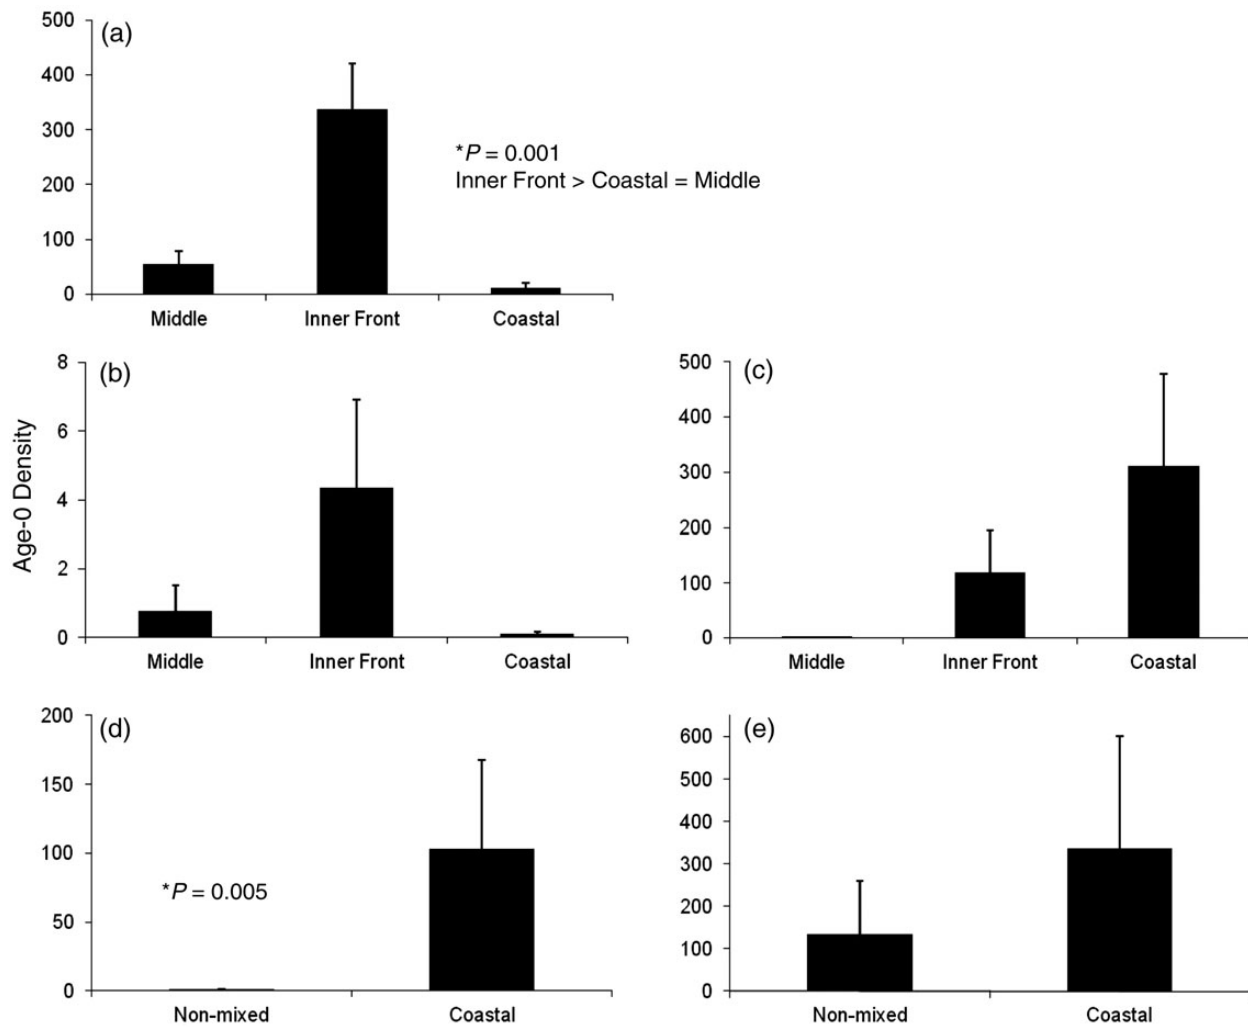 (a)
500
400
300
200
100
0
*P = 0.001
Inner Front > Coastal = Middle
Middle Inner Front Coastal
Age-0 Density
(b)
8
6
4
2
0
Middle Inner Front Coastal
(c)
500
400
300
200
100
0
Middle Inner Front Coastal
(d)
200
150
100
50
0
*P = 0.005
Non-mixed Coastal
(e)
600
500
400
300
200
100
0
Non-mixed Coastal